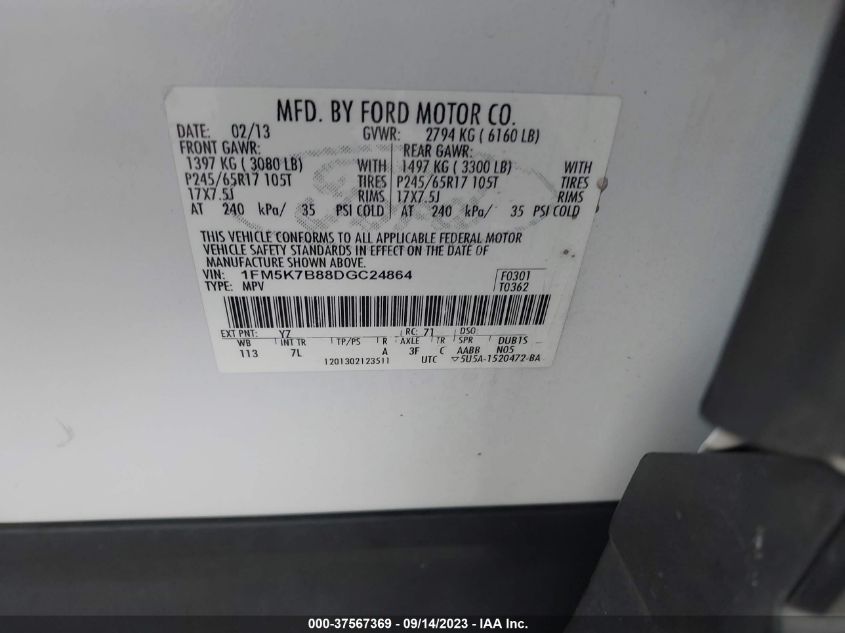 MFD. BY FORD MOTOR CO.
DATE: 02/13 GVWR: 2794 KG ( 6160 LB)
FRONT GAWR: REAR GAWR:
1397 KG ( 3080 LB) WITH 1497 KG ( 3300 LB) WITH
P245/65R17 105T TIRES P245/65R17 105T TIRES
17X7.5J RIMS 17X7.5J RIMS
AT 240 kPa/ 35 PSI COLD AT 240 kPa/ 35 PSI COLD
THIS VEHICLE CONFORMS TO ALL APPLICABLE FEDERAL MOTOR
VEHICLE SAFETY STANDARDS IN EFFECT ON THE DATE OF
MANUFACTURE SHOWN ABOVE.
VIN: 1FM5K7B88DGC24864 F0301
TYPE: MPV T0362
EXT PNT: YZ RC: 71 DSO:
WB INT TR TP/PS R AXLE TR SPR DUB1S
113 7L A 3F C AABB N05
1201302123511 UTC ▽5U5A-1520472-BA
000-37567369 - 09/14/2023 - IAA Inc.